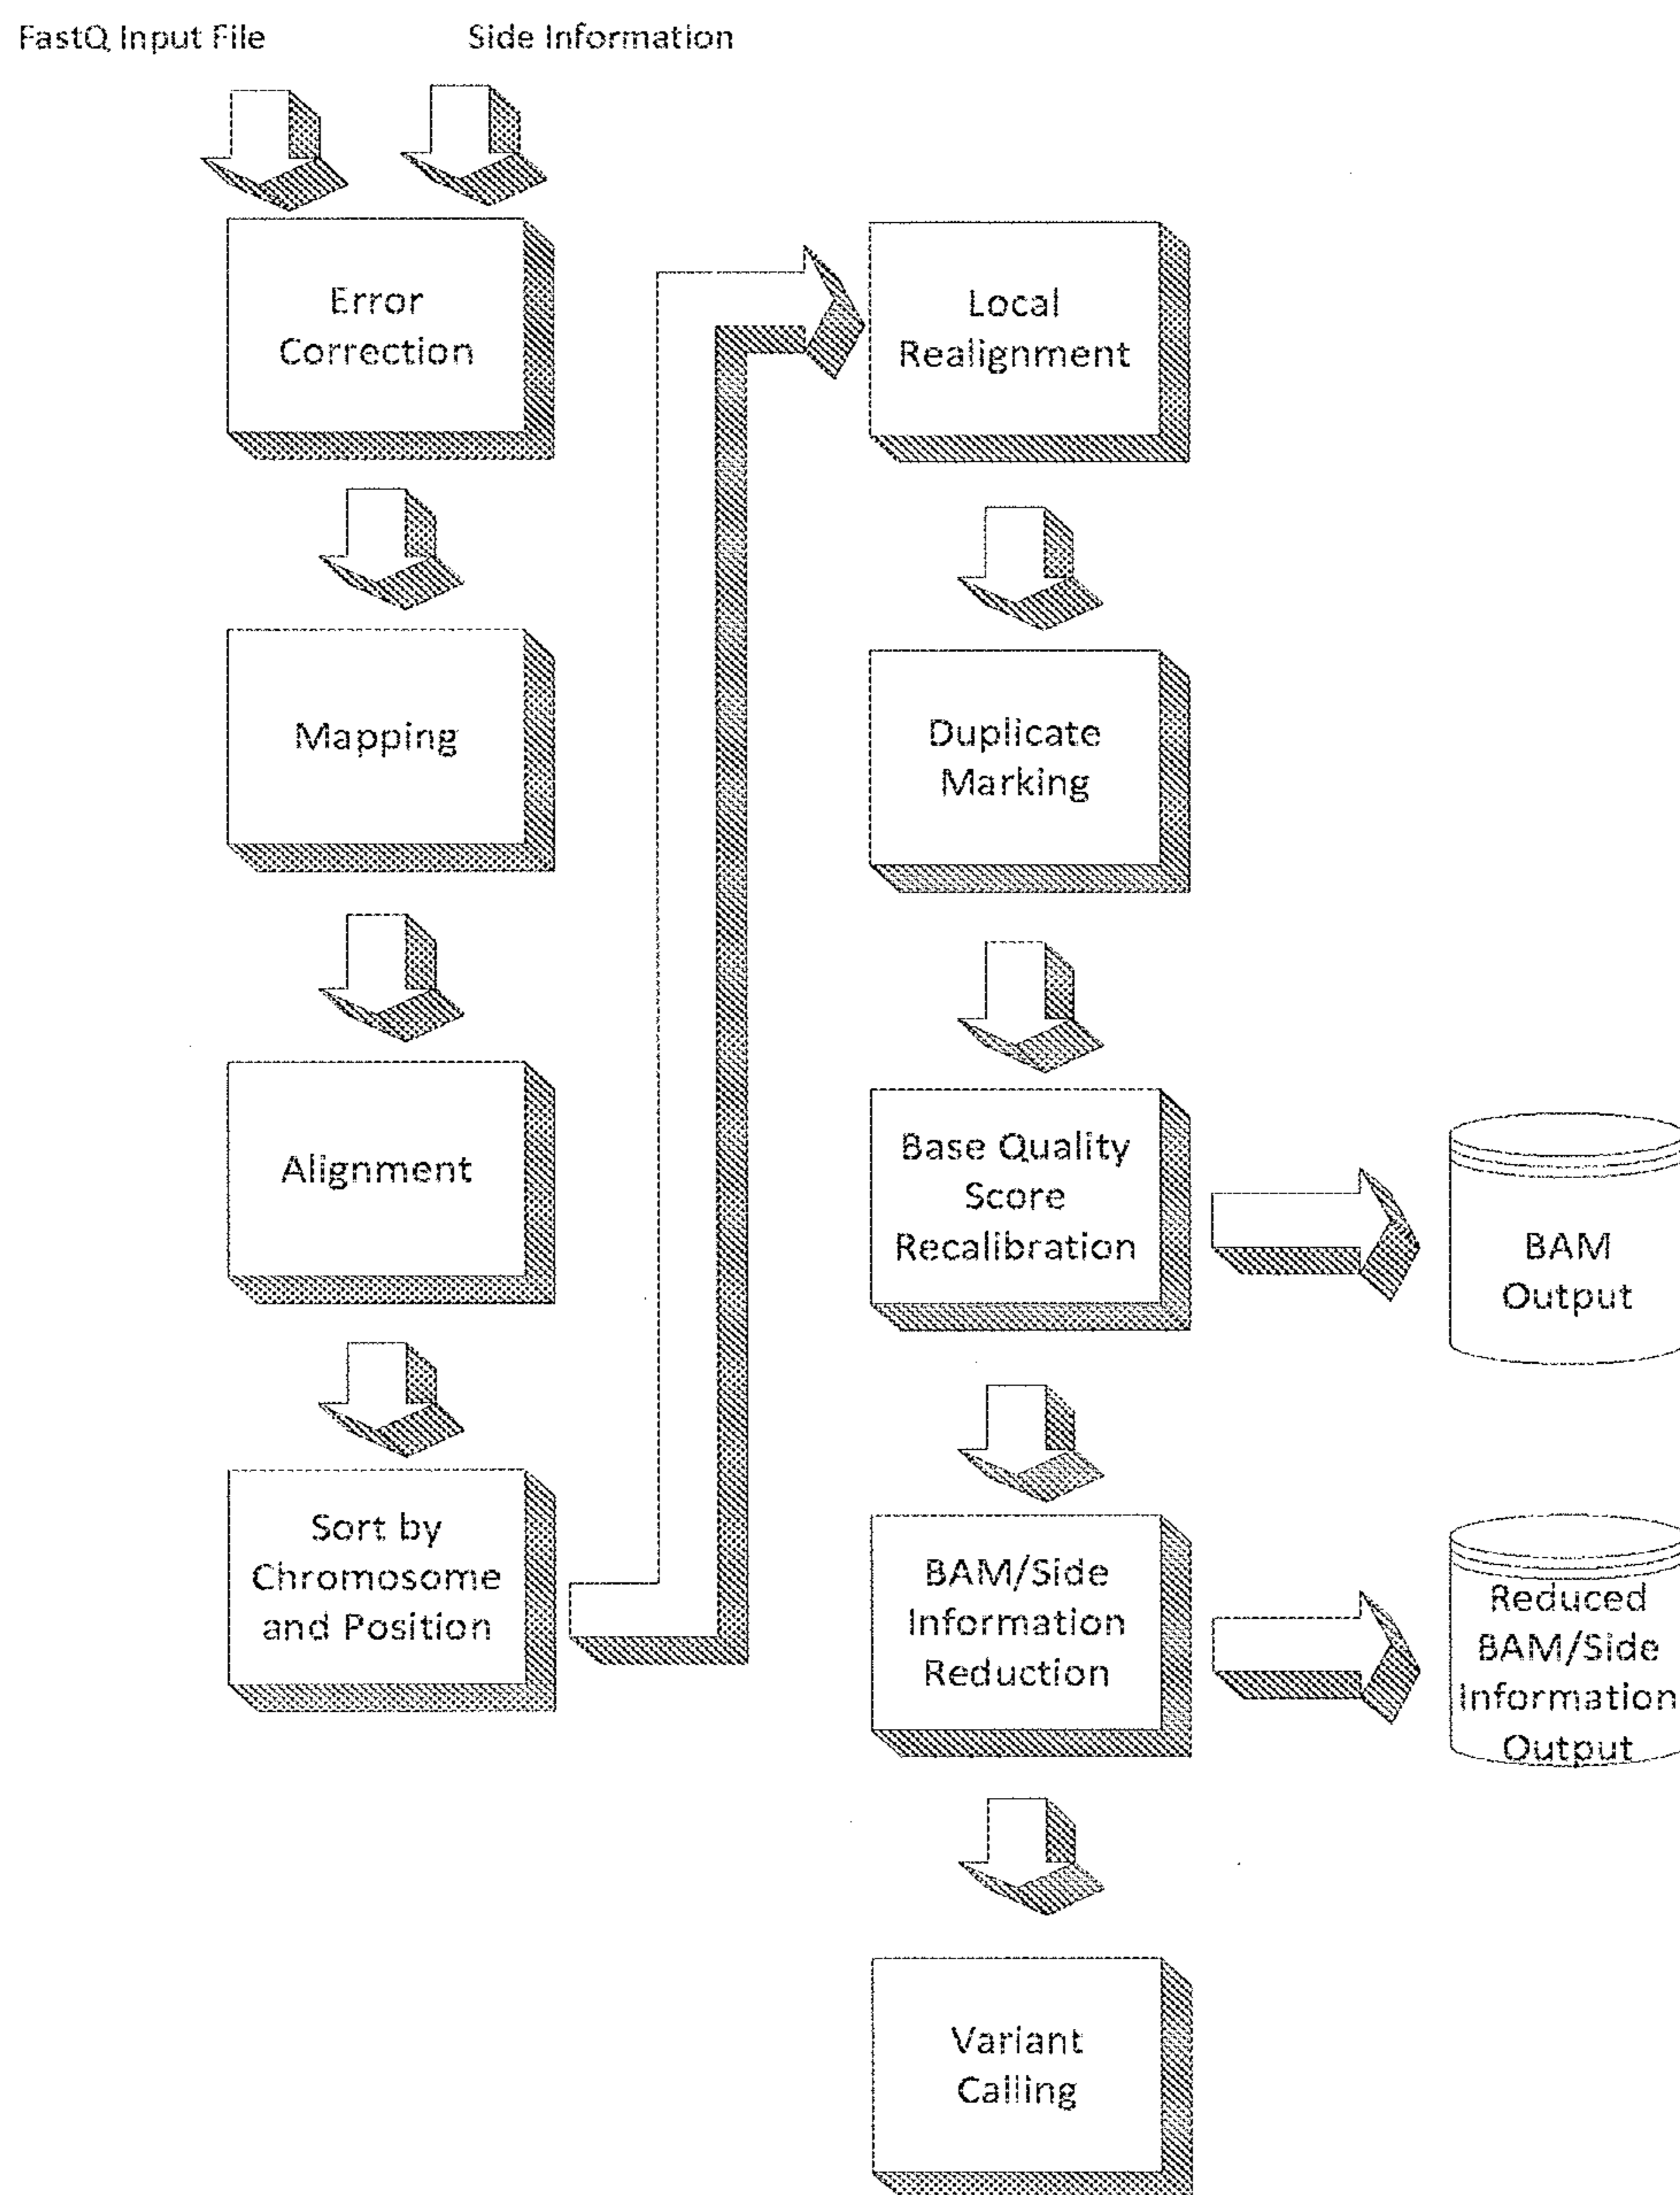 FastQ Input File
Side Information
Error
Correction
Mapping
Alignment
Sort by
Chromosome
and Position
Local
Realignment
Duplicate
Marking
Base Quality
Score
Recalibration
BAM
Output
BAM/Side
Information
Reduction
Reduced
BAM/Side
Information
Output
Variant
Calling